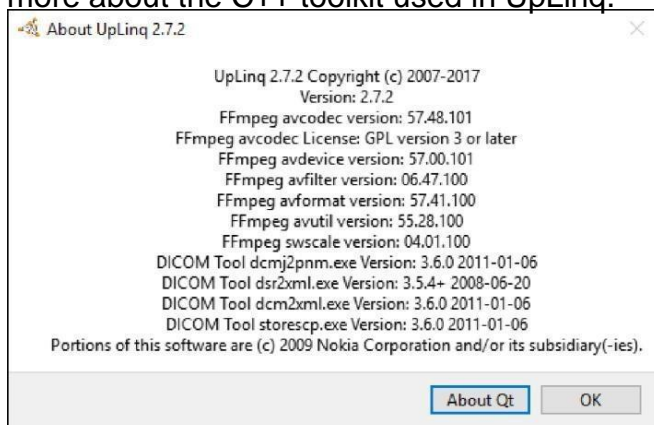 more about the C++ toolkit used in UpLinq.
About UpLinq 2.7.2
UpLinq 2.7.2 Copyright (c) 2007-2017
Version: 2.7.2
FFmpeg avcodec version: 57.48.101
FFmpeg avcodec License: GPL version 3 or later
FFmpeg avdevice version: 57.00.101
FFmpeg avfilter version: 06.47.100
FFmpeg avformat version: 57.41.100
FFmpeg avutil version: 55.28.100
FFmpeg swscale version: 04.01.100
DICOM Tool dcmj2pnm.exe Version: 3.6.0 2011-01-06
DICOM Tool dsr2xml.exe Version: 3.5.4+ 2008-06-20
DICOM Tool dcm2xml.exe Version: 3.6.0 2011-01-06
DICOM Tool storescp.exe Version: 3.6.0 2011-01-06
Portions of this software are (c) 2009 Nokia Corporation and/or its subsidiary(-ies).
About Qt OK